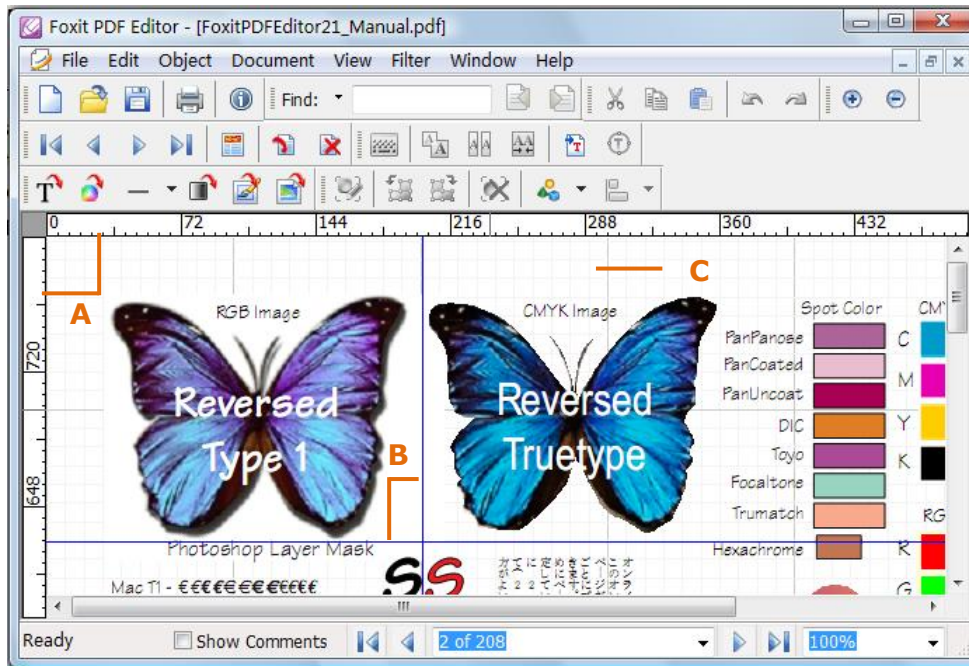 Foxit PDF Editor - [FoxitPDFEditor21_Manual.pdf]
File Edit Object Document View Filter Window Help
Find:
0 72 144 216 288 360 432
A
C
720
648
RGB Image
CMYK Image
Spot Color
CM
Reversed
Type 1
Reversed
Truetype
PanPanose
PanCoated
PanUncoat
DIC
Toyo
Focaltone
Trumatch
Hexachrome
C
M
Y
K
RG
R
G
B
Photoshop Layer Mask
Mac T1 - €€€€€€€€€€€€
SS
Ready Show Comments 2 of 208 100%